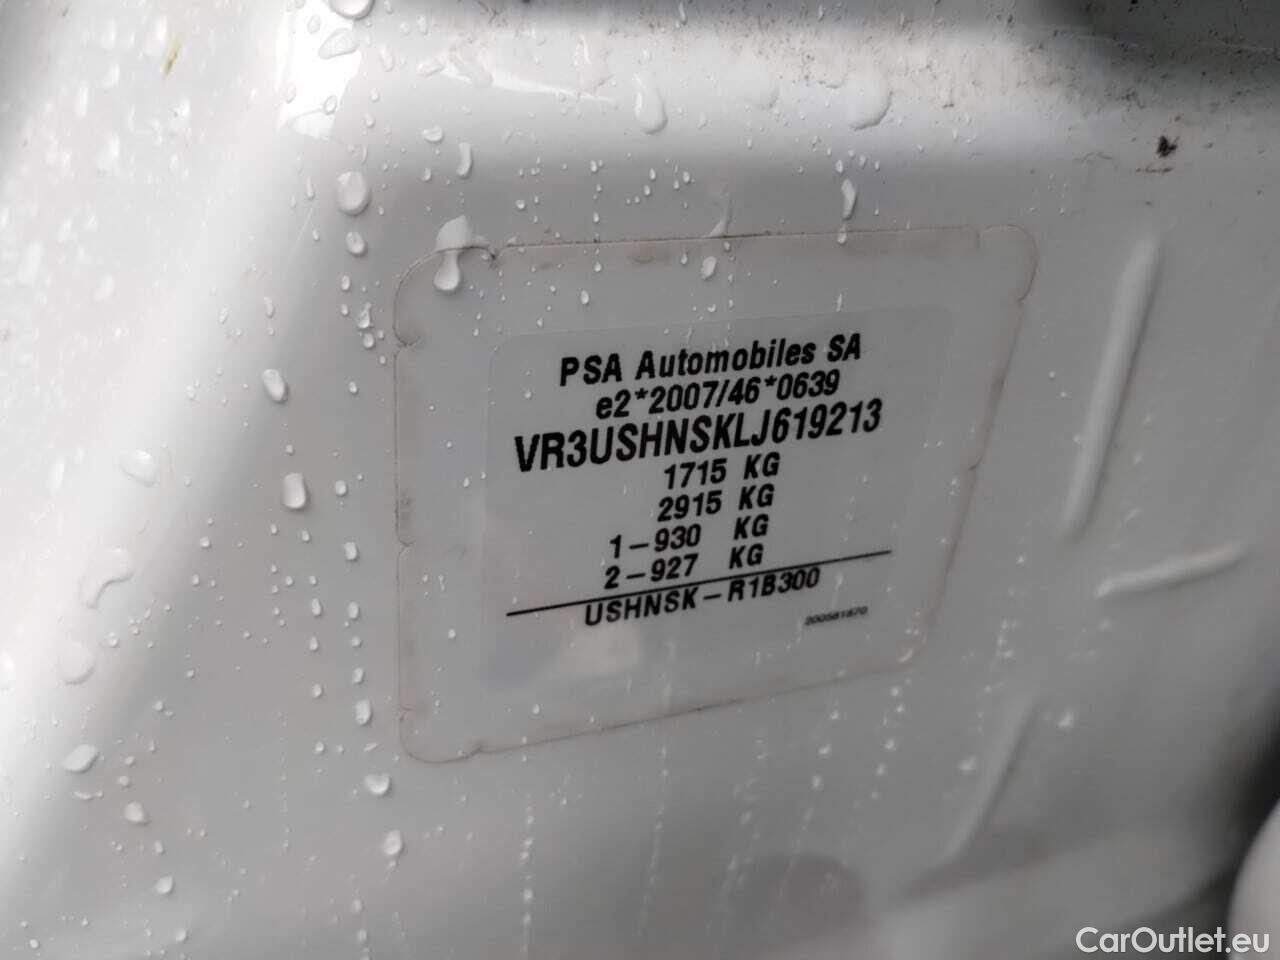 PSA Automobiles SA
e2*2007/46*0639
VR3USHNSKLJ619213
1715 KG
2915 KG
1-930 KG
2-927 KG
USHNSK-R1B300
200581870
CarOutlet.eu